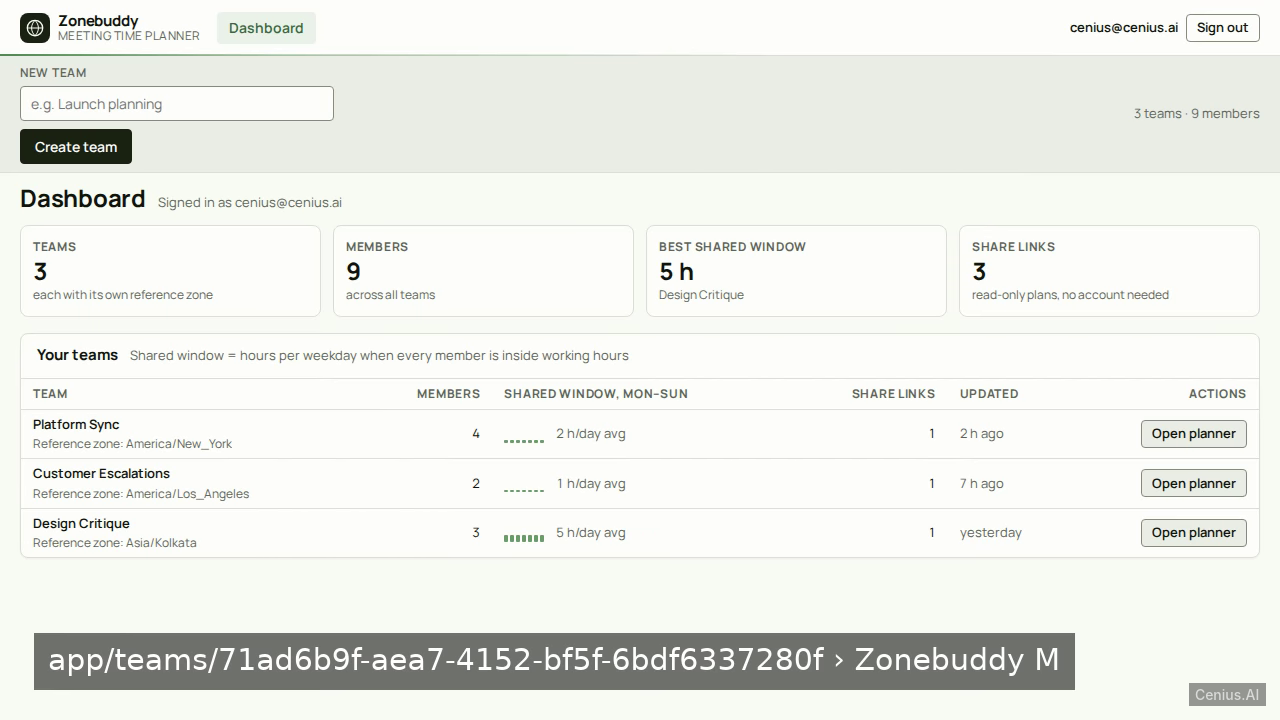 Zonebuddy
MEETING TIME PLANNER
Dashboard
cenius@cenius.ai
Sign out
NEW TEAM
e.g. Launch planning
Create team
3 teams · 9 members
Dashboard
Signed in as cenius@cenius.ai
TEAMS
3
each with its own reference zone
MEMBERS
9
across all teams
BEST SHARED WINDOW
5 h
Design Critique
SHARE LINKS
3
read-only plans, no account needed
Your teams Shared window = hours per weekday when every member is inside working hours
TEAM MEMBERS SHARED WINDOW, MON–SUN SHARE LINKS UPDATED ACTIONS
Platform Sync
Reference zone: America/New_York
4 2 h/day avg 1 2 h ago Open planner
Customer Escalations
Reference zone: America/Los_Angeles
2 1 h/day avg 1 7 h ago Open planner
Design Critique
Reference zone: Asia/Kolkata
3 5 h/day avg 1 yesterday Open planner
app/teams/71ad6b9f-aea7-4152-bf5f-6bdf6337280f › Zonebuddy M
Cenius.AI